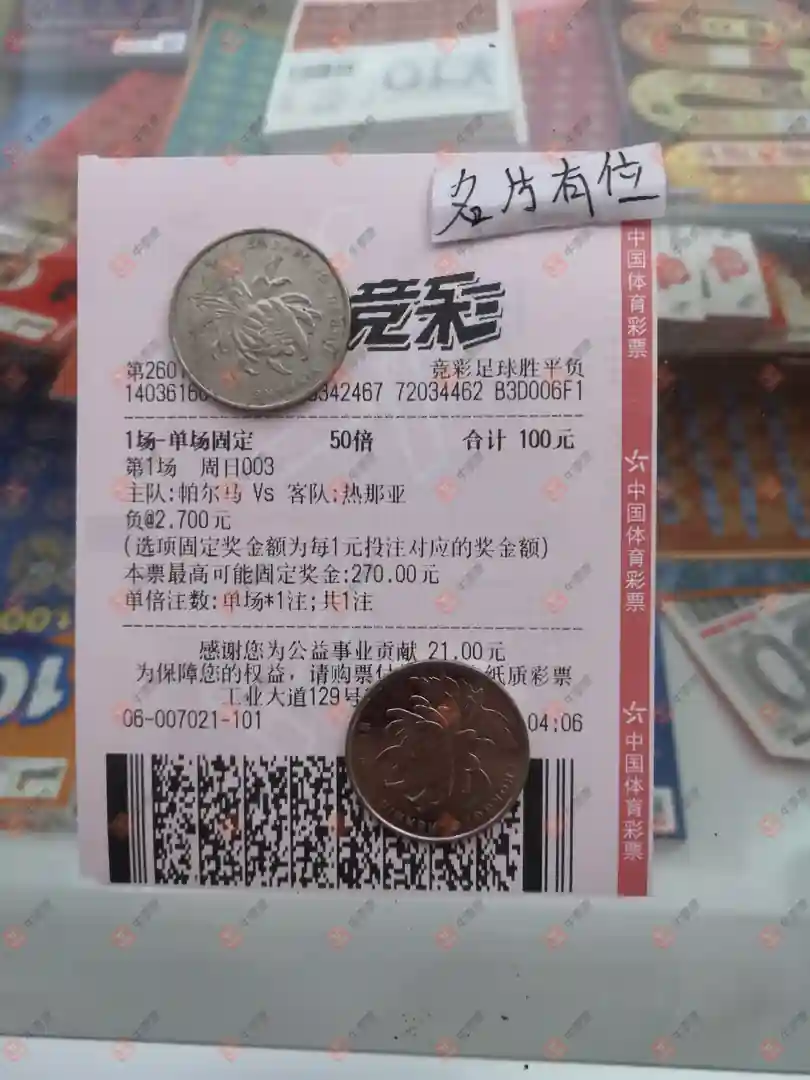 名片有位
竞彩
第2601 竞彩足球胜平负
140361660 342467 72034462 B3D006F1
1场-单场固定 50倍 合计 100元
第1场 周日003
主队:帕尔马 Vs 客队:热那亚
负@2.700元
(选项固定奖金额为每1元投注对应的奖金额)
本票最高可能固定奖金:270.00元
单倍注数:单场*1注;共1注
感谢您为公益事业贡献 21.00元
为保障您的权益，请购票付 纸质彩票
工业大道129号
06-007021-101 04:06
中国体育彩票
中国体育彩票
中国体育彩票